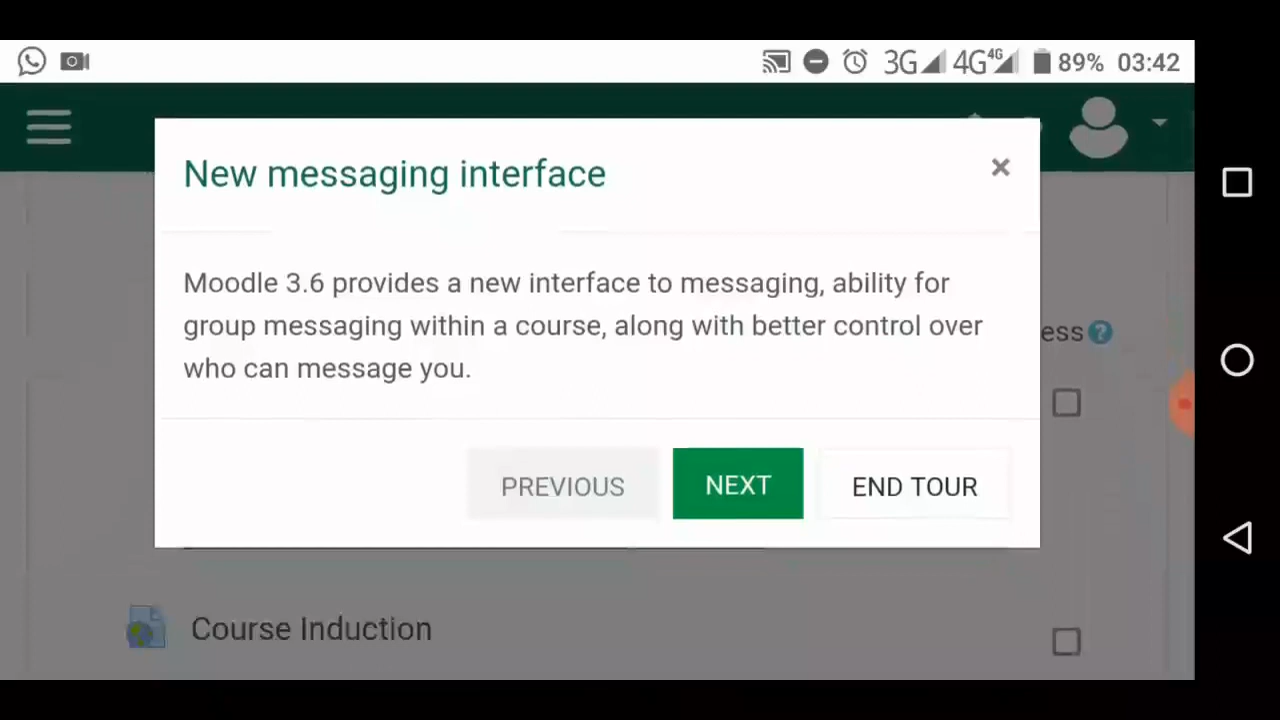 3G 4G 4G 89% 03:42
New messaging interface
×
Moodle 3.6 provides a new interface to messaging, ability for
group messaging within a course, along with better control over
who can message you.
ess ?
PREVIOUS NEXT END TOUR
Course Induction